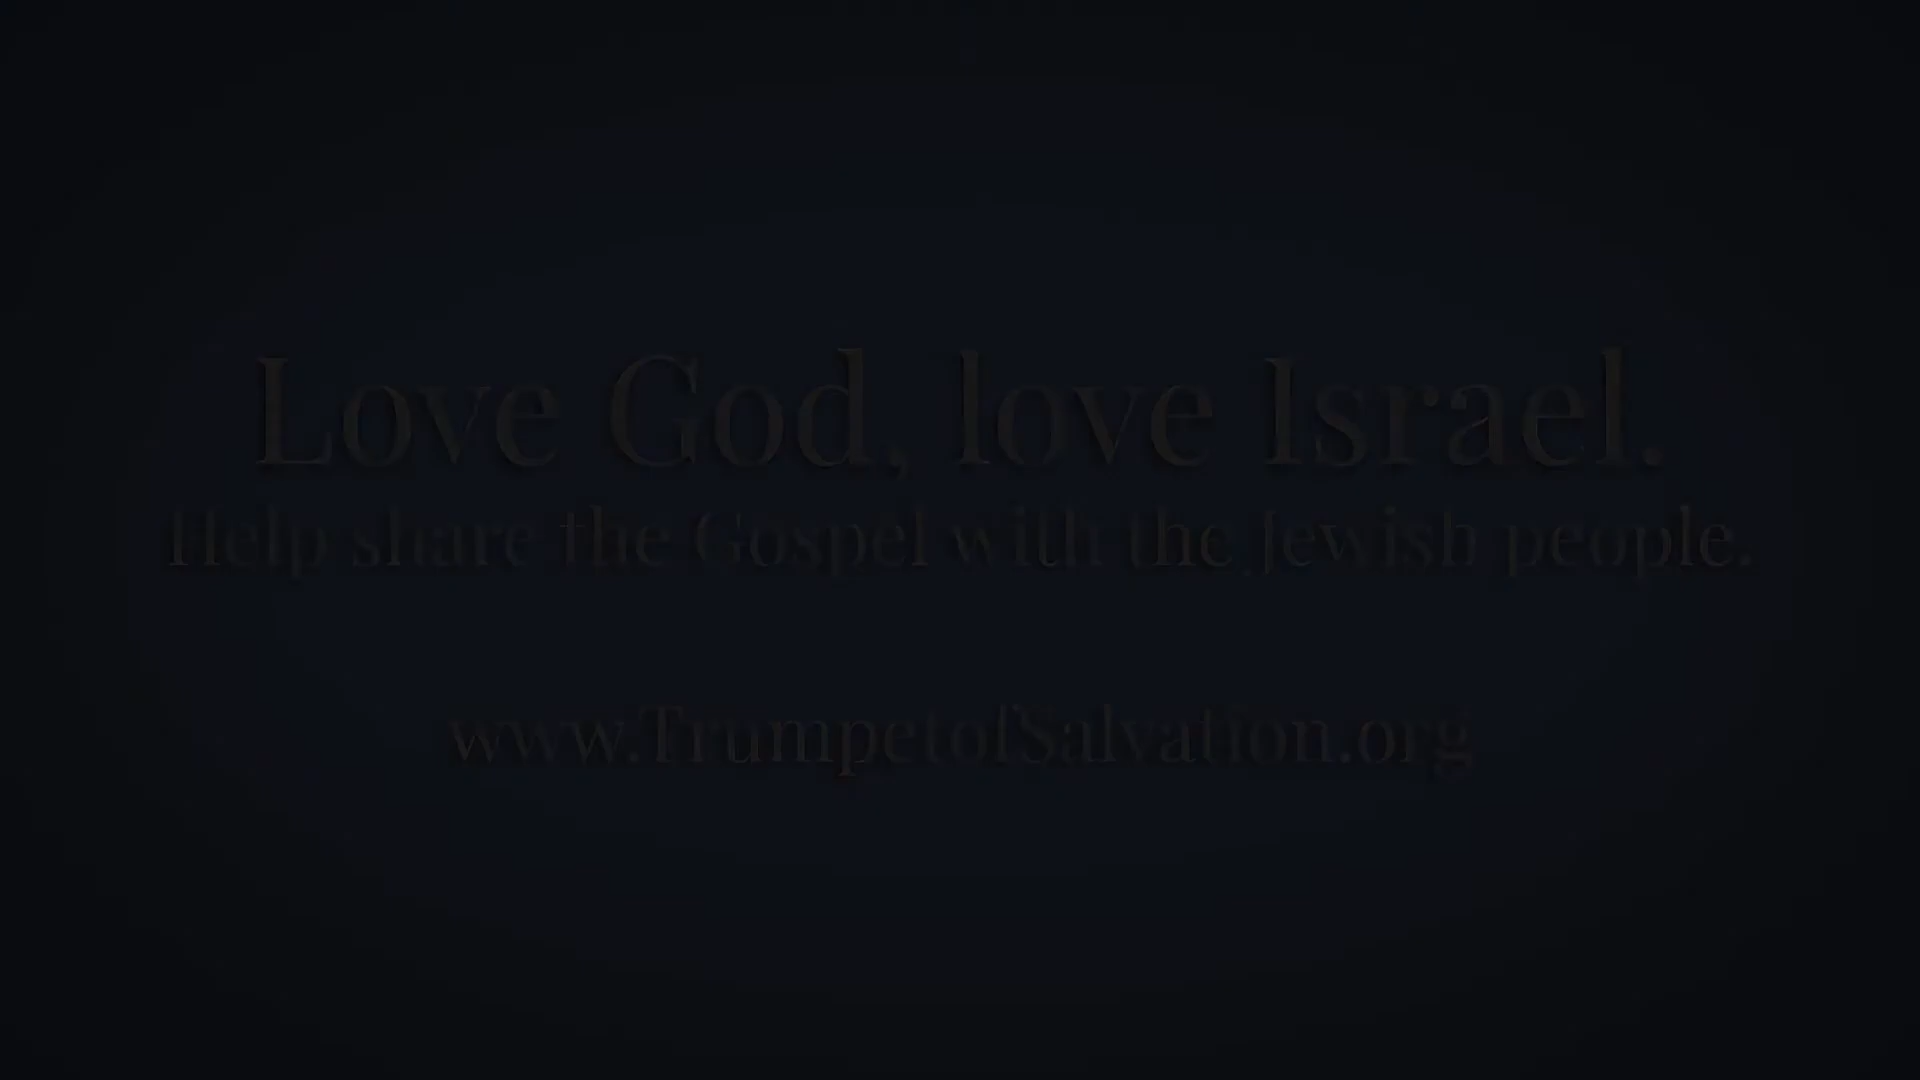 Love God, love Israel.
Help share the Gospel with the Jewish people.
www.TrumpetofSalvation.org